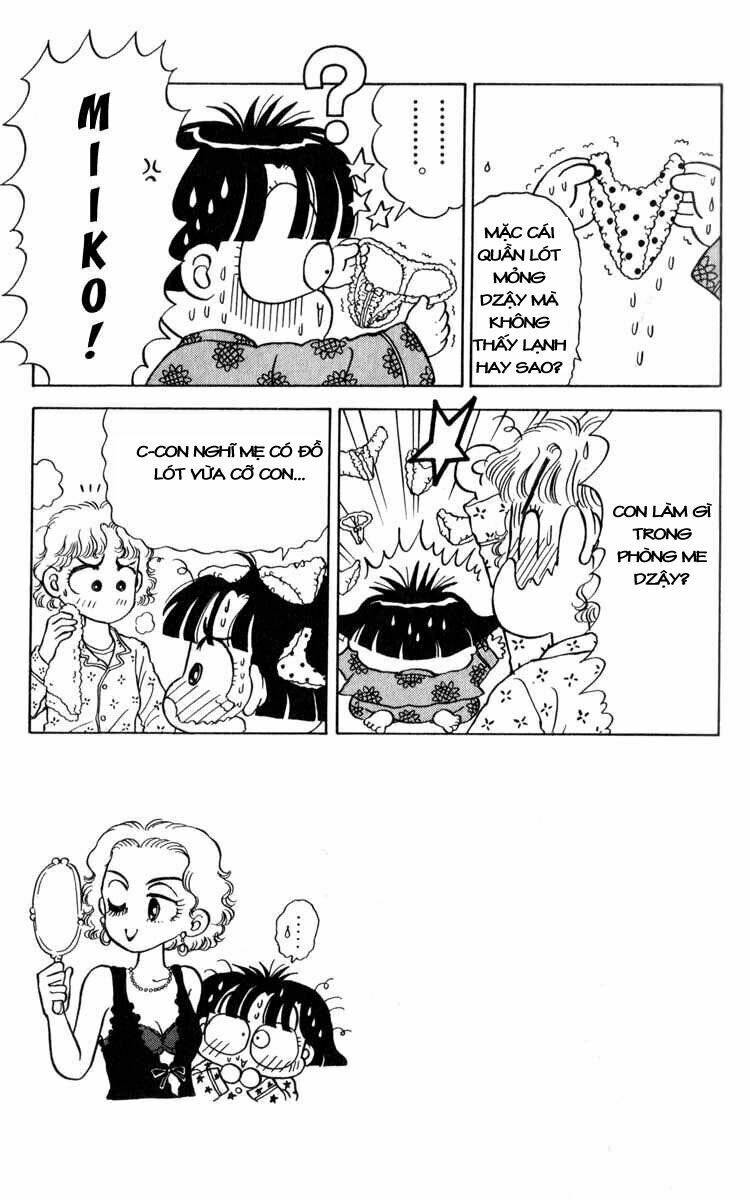 MẶC CÁI
QUẦN LÓT
MỎNG
DZẬY MÀ
KHÔNG
THẤY LẠNH
HAY SAO?
?
.......
MIIKO!
CON LÀM GÌ
TRONG
PHÒNG MẸ
DZẬY?
C-CON NGHĨ MẸ CÓ ĐỒ
LÓT VỪA CỠ CON...